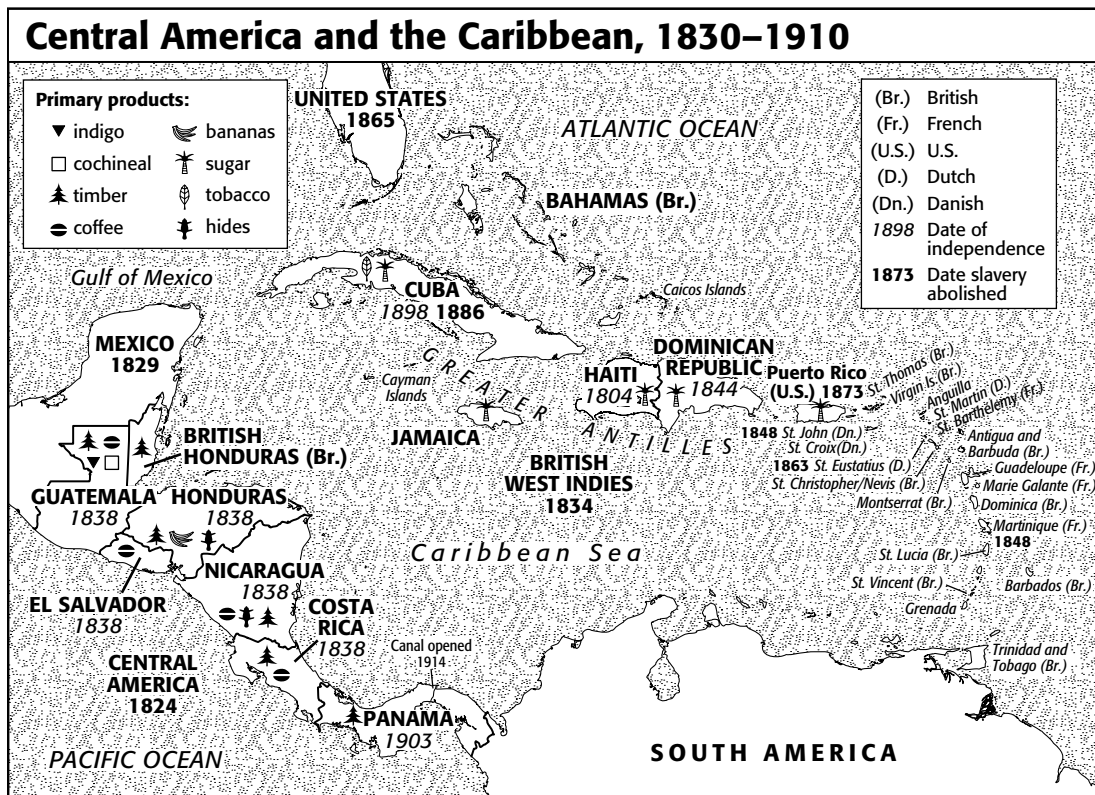 Central America and the Caribbean, 1830–1910
Primary products:
indigo
cochineal
timber
coffee
bananas
sugar
tobacco
hides
(Br.) British
(Fr.) French
(U.S.) U.S.
(D.) Dutch
(Dn.) Danish
1898 Date of
independence
1873 Date slavery
abolished
UNITED STATES
1865
ATLANTIC OCEAN
BAHAMAS (Br.)
Gulf of Mexico
CUBA
1898 1886
Caicos Islands
MEXICO
1829
GREATER ANTILLES
Cayman
Islands
JAMAICA
HAITI
1804
DOMINICAN
REPUBLIC
1844
Puerto Rico
(U.S.) 1873
St. Thomas (Br.)
Virgin Is.(Br.)
Anguilla
St. Martin (D.)
St. Barthelemy (Fr.)
1848 St. John (Dn.)
St. Croix(Dn.)
1863 St. Eustatius (D.)
St. Christopher/Nevis (Br.)
Montserrat (Br.)
Antigua and
Barbuda (Br.)
Guadeloupe (Fr.)
Marie Galante (Fr.)
Dominica (Br.)
Martinique (Fr.)
1848
St. Lucia (Br.)
St. Vincent (Br.)
Barbados (Br.)
Grenada
Trinidad and
Tobago (Br.)
BRITISH
WEST INDIES
1834
BRITISH
HONDURAS (Br.)
GUATEMALA
1838
HONDURAS
1838
Caribbean Sea
NICARAGUA
1838
EL SALVADOR
1838
COSTA
RICA
1838
Canal opened
1914
CENTRAL
AMERICA
1824
PANAMA
1903
PACIFIC OCEAN
SOUTH AMERICA